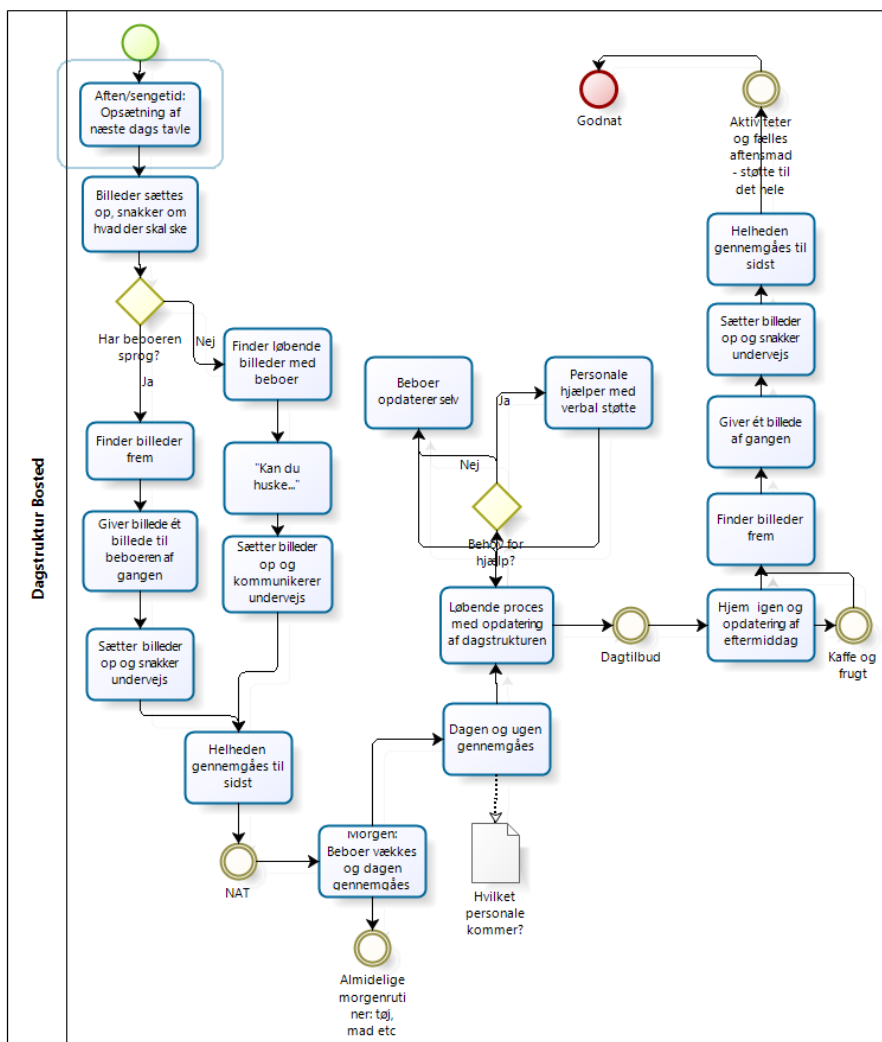 Dagstruktur Bosted
Aften/sengetid:
Opsætning af
næste dags tavle
Billeder sættes
op, snakker om
hvad der skal ske
Har beboeren
sprog?
Nej
Ja
Finder løbende
billeder med
beboer
Finder billeder
frem
"Kan du
huske..."
Giver billede ét
billede til
beboeren af
gangen
Sætter billeder
op og
kommunikerer
undervejs
Sætter billeder
op og snakker
undervejs
Helheden
gennemgåes til
sidst
NAT
Morgen:
Beboer vækkes
og dagen
gennemgåes
Almidelige
morgenruti
ner: tøj,
mad etc
Dagen og ugen
gennemgåes
Hvilket
personale
kommer?
Løbende proces
med opdatering
af dagstrukturen
Behov for
hjælp?
Nej
Ja
Beboer
opdaterer selv
Personale
hjælper med
verbal støtte
Dagtilbud
Hjem igen og
opdatering af
eftermiddag
Kaffe og
frugt
Finder billeder
frem
Giver ét billede
af gangen
Sætter billeder
op og snakker
undervejs
Helheden
gennemgåes til
sidst
Aktiviteter
og fælles
aftensmad
- støtte til
det hele
Godnat